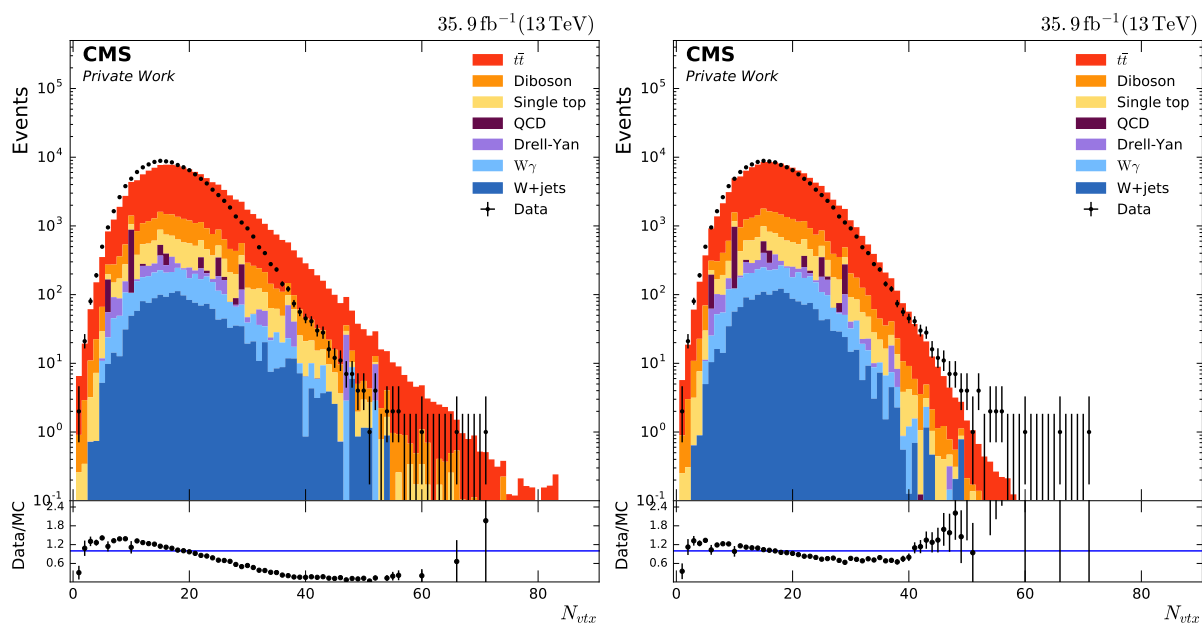 35.9 fb⁻¹(13 TeV)
CMS
Private Work
tt̄
Diboson
Single top
QCD
Drell-Yan
Wγ
W+jets
Data
Events
10⁵
10⁴
10³
10²
10¹
10⁰
10⁻¹
Data/MC
2.4
1.8
1.2
0.6
0 20 40 60 80
N_vtx
35.9 fb⁻¹(13 TeV)
CMS
Private Work
tt̄
Diboson
Single top
QCD
Drell-Yan
Wγ
W+jets
Data
Events
10⁵
10⁴
10³
10²
10¹
10⁰
10⁻¹
Data/MC
2.4
1.8
1.2
0.6
0 20 40 60 80
N_vtx